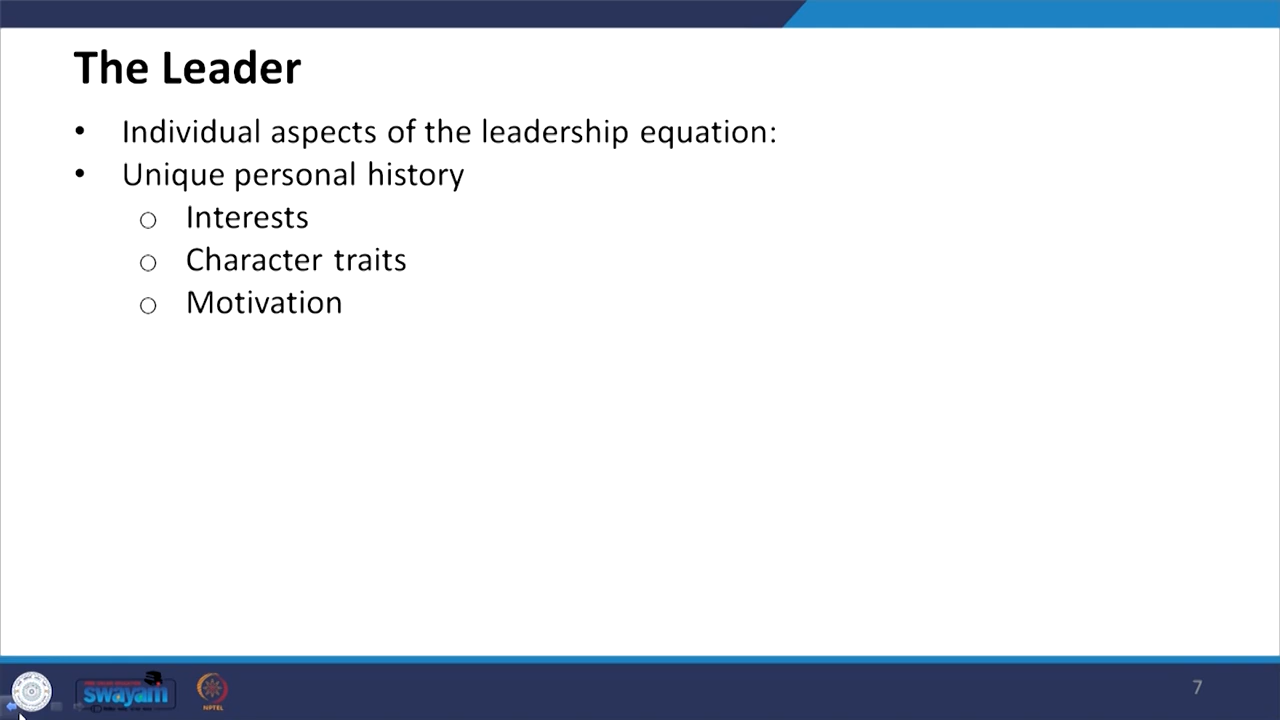 The Leader
• Individual aspects of the leadership equation:
• Unique personal history
o Interests
o Character traits
o Motivation
swayam
NPTEL
7